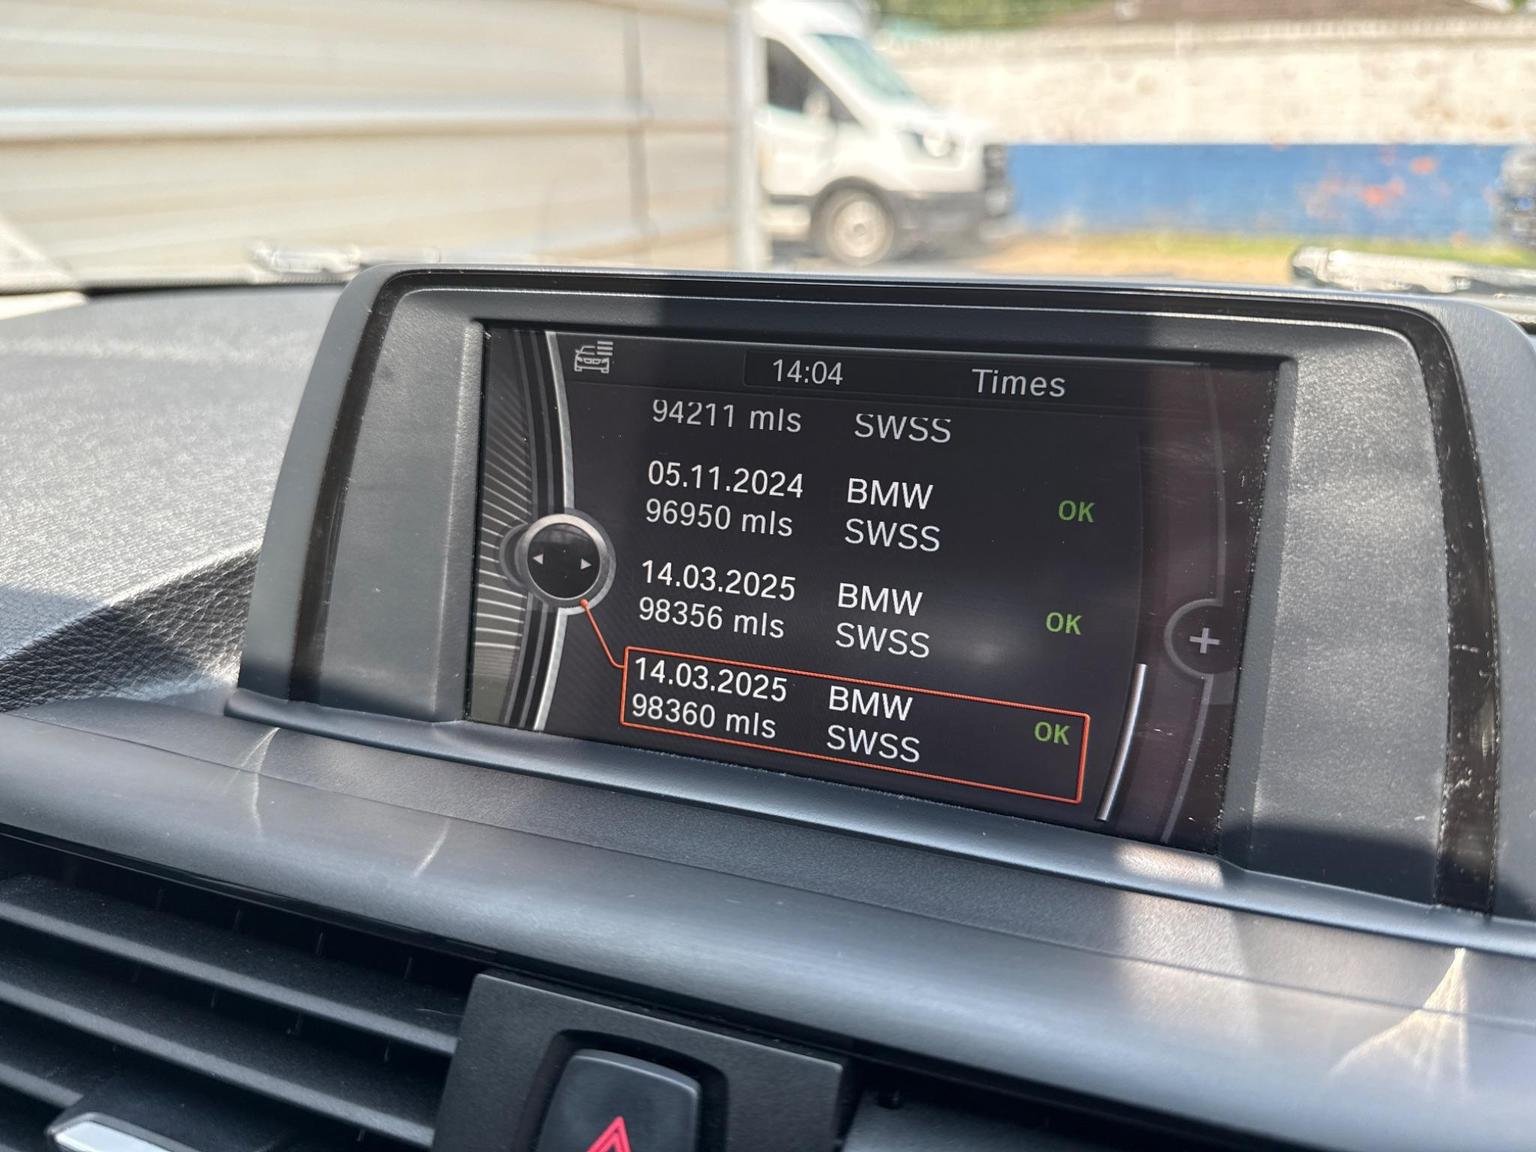 14:04 Times
94211 mls SWSS
05.11.2024 BMW
96950 mls SWSS OK
14.03.2025 BMW
98356 mls SWSS OK
14.03.2025 BMW
98360 mls SWSS OK
+